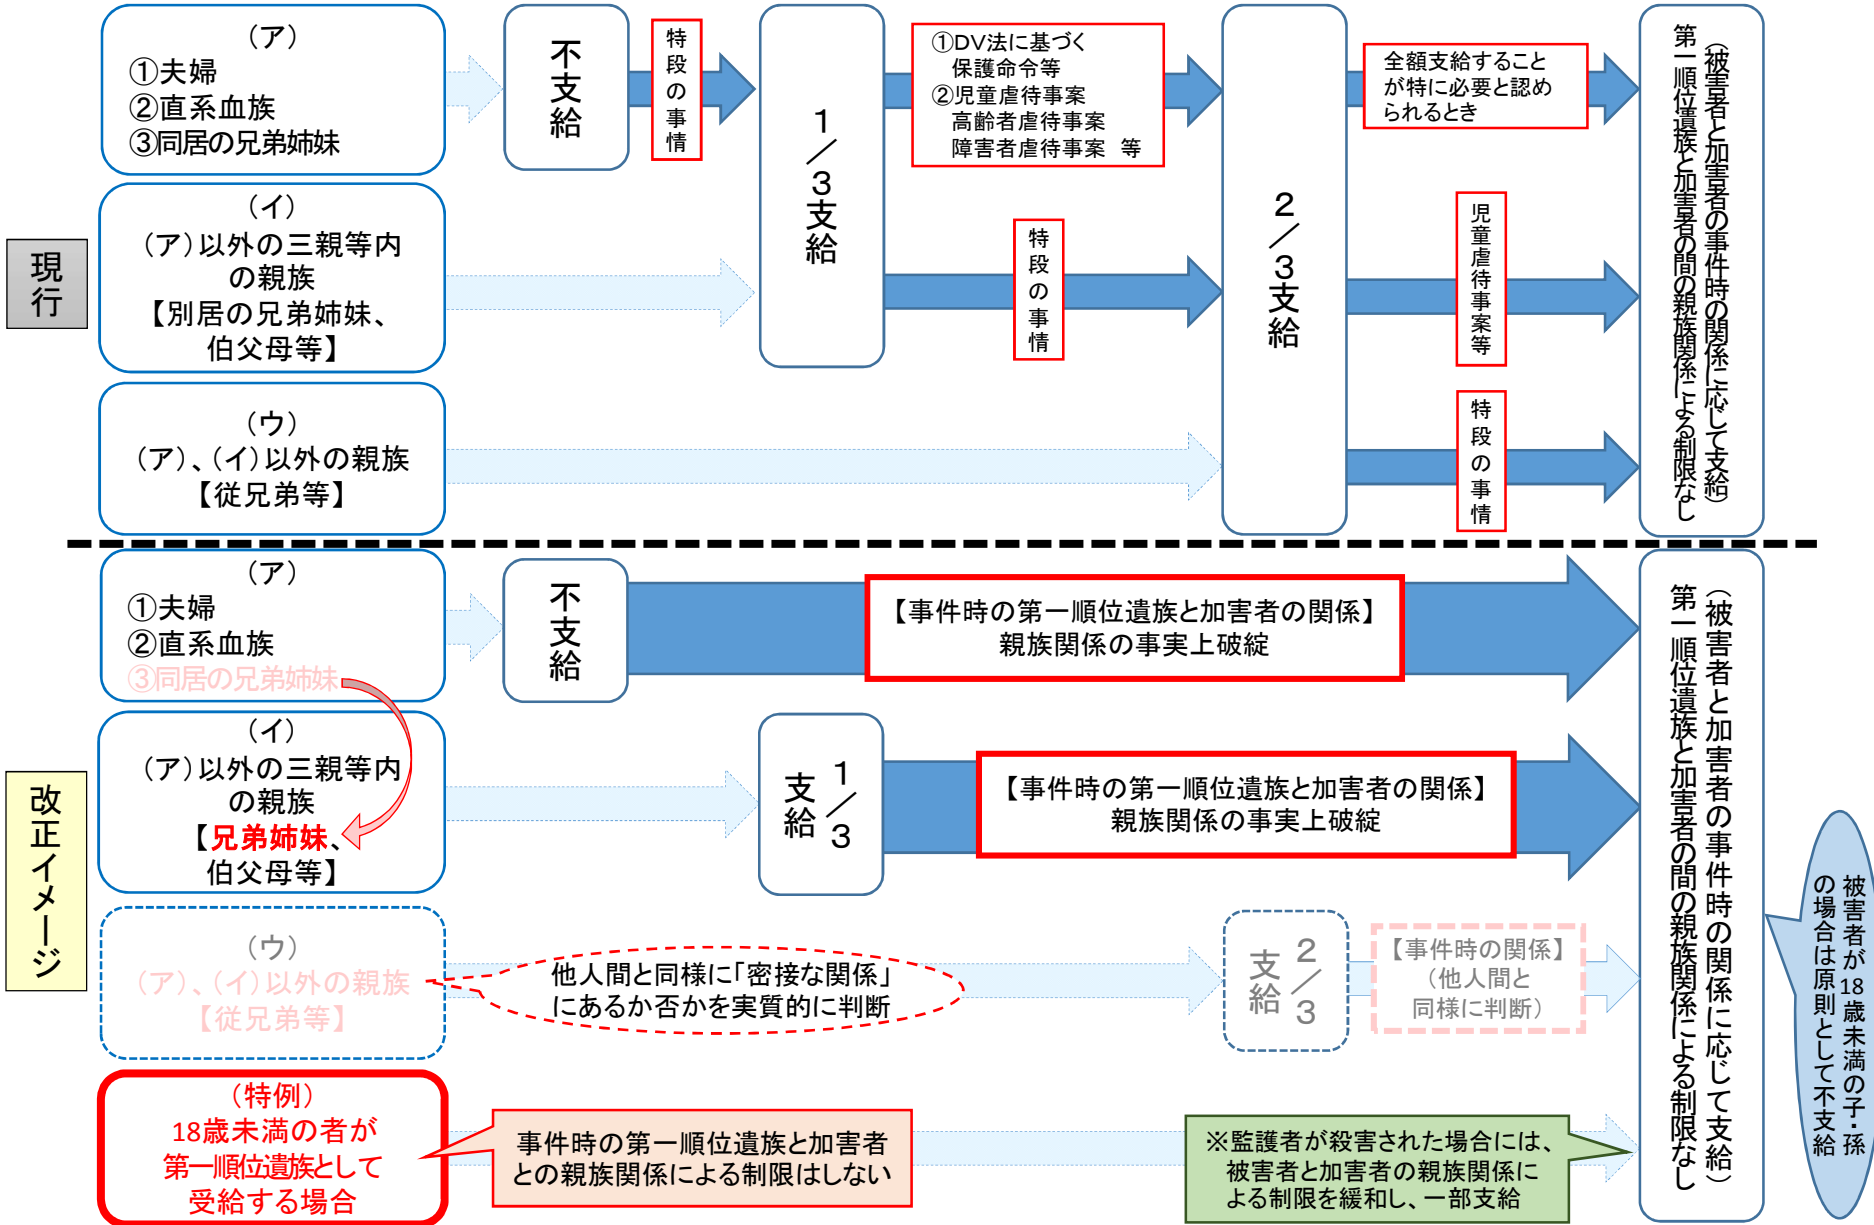 現行
(ア)
①夫婦
②直系血族
③同居の兄弟姉妹
不支給
特段の事情
1/3支給
①DV法に基づく
保護命令等
②児童虐待事案
高齢者虐待事案
障害者虐待事案 等
2/3支給
全額支給すること
が特に必要と認め
られるとき
第一順位遺族と加害者の間の親族関係による制限なし
(被害者と加害者の事件時の関係に応じて支給)
(イ)
(ア)以外の三親等内
の親族
【別居の兄弟姉妹、
伯父母等】
特段の事情
児童虐待事案等
(ウ)
(ア)、(イ)以外の親族
【従兄弟等】
特段の事情
改正イメージ
(ア)
①夫婦
②直系血族
③同居の兄弟姉妹
不支給
【事件時の第一順位遺族と加害者の関係】
親族関係の事実上破綻
第一順位遺族と加害者の間の親族関係による制限なし
(被害者と加害者の事件時の関係に応じて支給)
(イ)
(ア)以外の三親等内
の親族
【兄弟姉妹、
伯父母等】
1/3
支給
【事件時の第一順位遺族と加害者の関係】
親族関係の事実上破綻
(ウ)
(ア)、(イ)以外の親族
【従兄弟等】
他人間と同様に「密接な関係」
にあるか否かを実質的に判断
2/3
支給
【事件時の関係】
(他人間と
同様に判断)
被害者が18歳未満の子・孫
の場合は原則として不支給
(特例)
18歳未満の者が
第一順位遺族として
受給する場合
事件時の第一順位遺族と加害者
との親族関係による制限はしない
※監護者が殺害された場合には、
被害者と加害者の親族関係に
よる制限を緩和し、一部支給